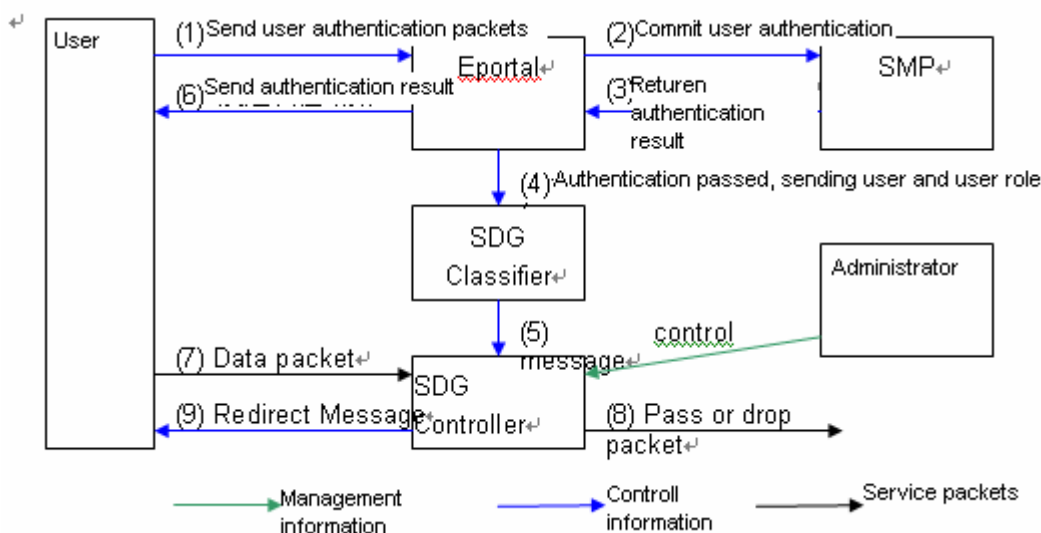 User
(1) Send user authentication packets
(2) Commit user authentication
Eportal
SMP
(6) Send authentication result
(3) Returen
authentication
result
(4) Authentication passed, sending user and user role
SDG
Classifier
Administrator
(5)
message
control
(7) Data packet
SDG
Controller
(9) Redirect Message
(8) Pass or drop
packet
Management
information
Controll
information
Service packets